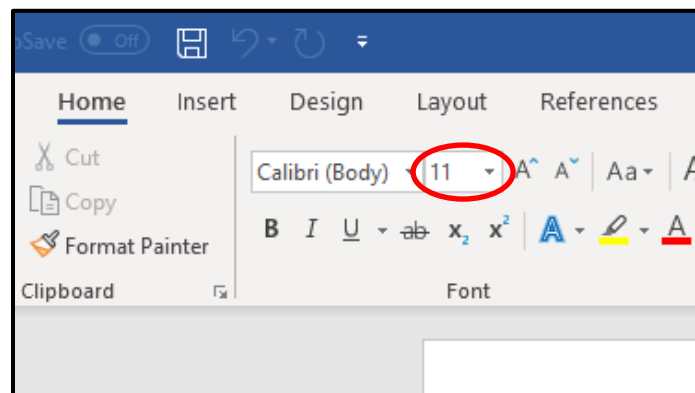 oSave Off
Home Insert Design Layout References
Cut
Copy
Format Painter
Clipboard
Calibri (Body) 11 A A Aa A
B I U ab x2 x2 A A
Font